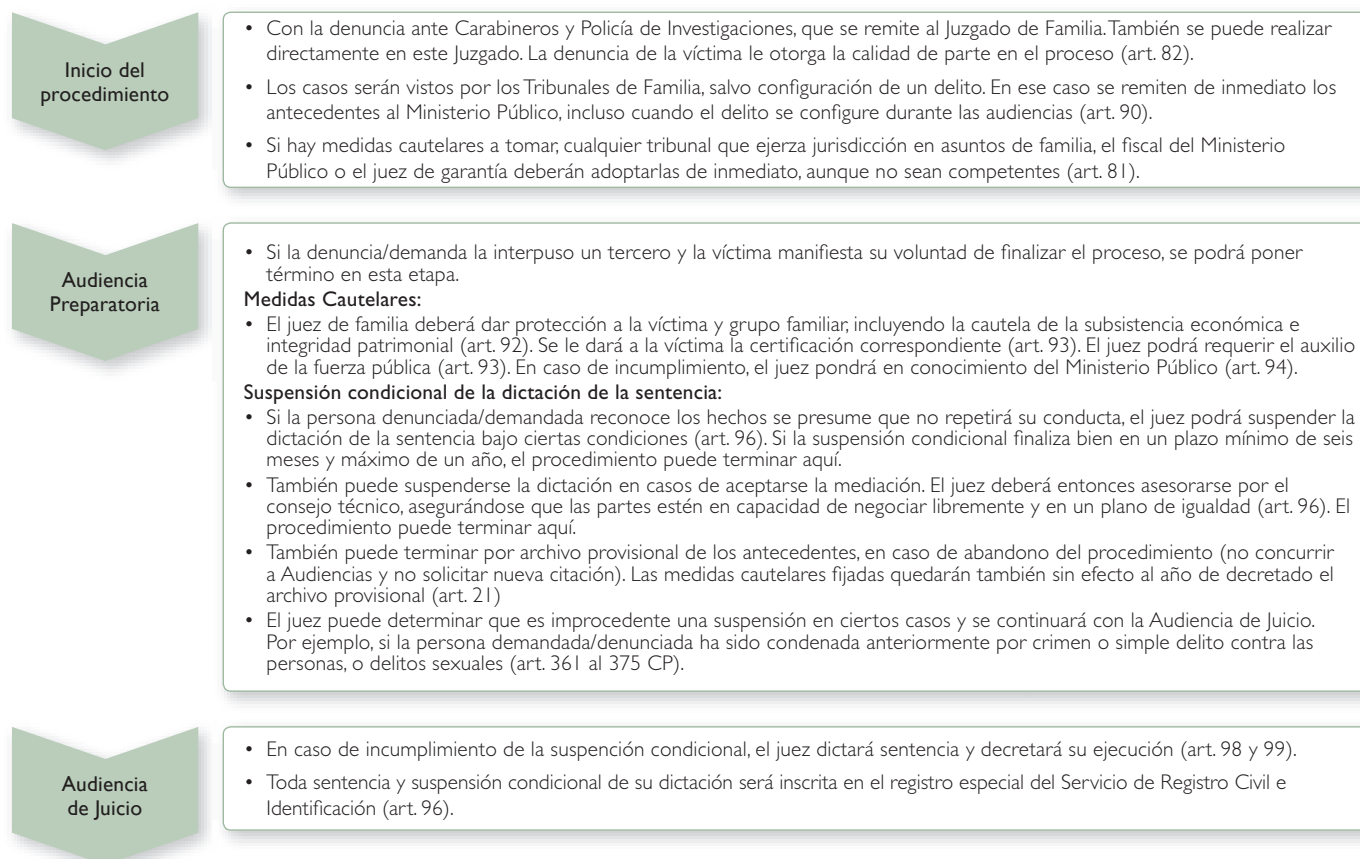 Inicio del
procedimiento
• Con la denuncia ante Carabineros y Policía de Investigaciones, que se remite al Juzgado de Familia. También se puede realizar
directamente en este Juzgado. La denuncia de la víctima le otorga la calidad de parte en el proceso (art. 82).
• Los casos serán vistos por los Tribunales de Familia, salvo configuración de un delito. En ese caso se remiten de inmediato los
antecedentes al Ministerio Público, incluso cuando el delito se configure durante las audiencias (art. 90).
• Si hay medidas cautelares a tomar, cualquier tribunal que ejerza jurisdicción en asuntos de familia, el fiscal del Ministerio
Público o el juez de garantía deberán adoptarlas de inmediato, aunque no sean competentes (art. 81).
Audiencia
Preparatoria
• Si la denuncia/demanda la interpuso un tercero y la víctima manifiesta su voluntad de finalizar el proceso, se podrá poner
término en esta etapa.
Medidas Cautelares:
• El juez de familia deberá dar protección a la víctima y grupo familiar, incluyendo la cautela de la subsistencia económica e
integridad patrimonial (art. 92). Se le dará a la víctima la certificación correspondiente (art. 93). El juez podrá requerir el auxilio
de la fuerza pública (art. 93). En caso de incumplimiento, el juez pondrá en conocimiento del Ministerio Público (art. 94).
Suspensión condicional de la dictación de la sentencia:
• Si la persona denunciada/demandada reconoce los hechos se presume que no repetirá su conducta, el juez podrá suspender la
dictación de la sentencia bajo ciertas condiciones (art. 96). Si la suspensión condicional finaliza bien en un plazo mínimo de seis
meses y máximo de un año, el procedimiento puede terminar aquí.
• También puede suspenderse la dictación en casos de aceptarse la mediación. El juez deberá entonces asesorarse por el
consejo técnico, asegurándose que las partes estén en capacidad de negociar libremente y en un plano de igualdad (art. 96). El
procedimiento puede terminar aquí.
• También puede terminar por archivo provisional de los antecedentes, en caso de abandono del procedimiento (no concurrir
a Audiencias y no solicitar nueva citación). Las medidas cautelares fijadas quedarán también sin efecto al año de decretado el
archivo provisional (art. 21)
• El juez puede determinar que es improcedente una suspensión en ciertos casos y se continuará con la Audiencia de Juicio.
Por ejemplo, si la persona demandada/denunciada ha sido condenada anteriormente por crimen o simple delito contra las
personas, o delitos sexuales (art. 361 al 375 CP).
Audiencia
de Juicio
• En caso de incumplimiento de la suspención condicional, el juez dictará sentencia y decretará su ejecución (art. 98 y 99).
• Toda sentencia y suspensión condicional de su dictación será inscrita en el registro especial del Servicio de Registro Civil e
Identificación (art. 96).